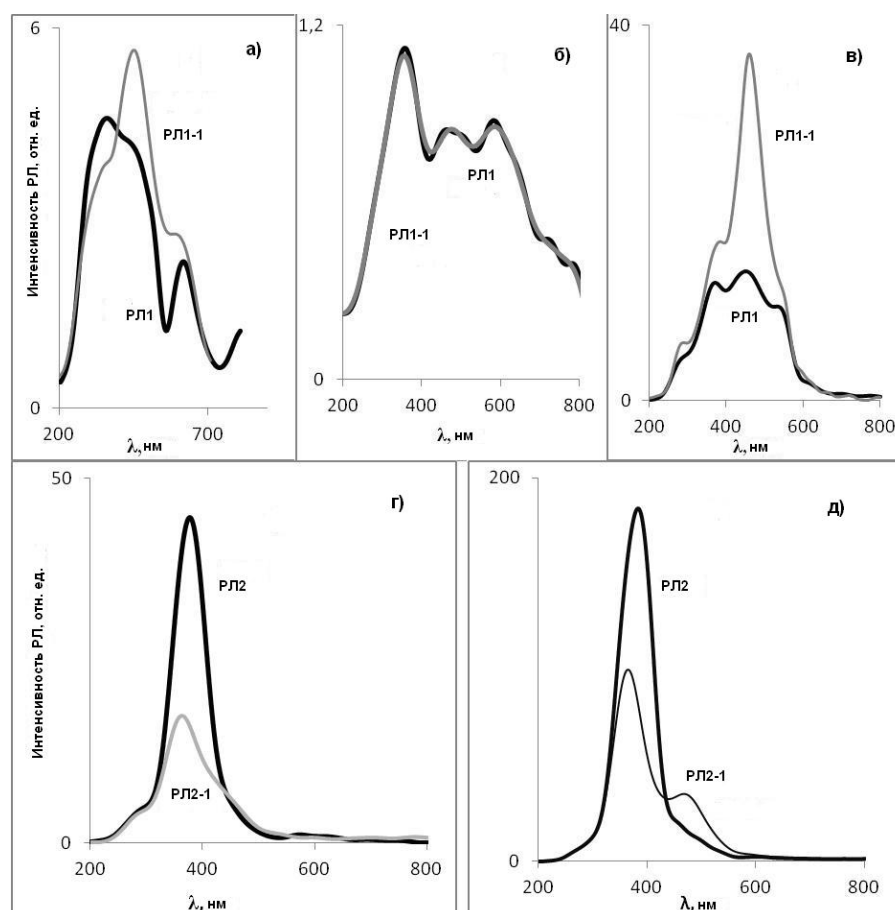 6
а)
РЛ1-1
Интенсивность РЛ, отн. ед.
РЛ1
0
200
700
λ, нм
1,2
б)
РЛ1
РЛ1-1
0
200
400
600
800
λ, нм
40
в)
РЛ1-1
РЛ1
0
200
400
600
800
λ, нм
50
г)
РЛ2
Интенсивность РЛ, отн. ед.
РЛ2-1
0
200
400
600
800
λ, нм
200
д)
РЛ2
РЛ2-1
0
200
400
600
800
λ, нм